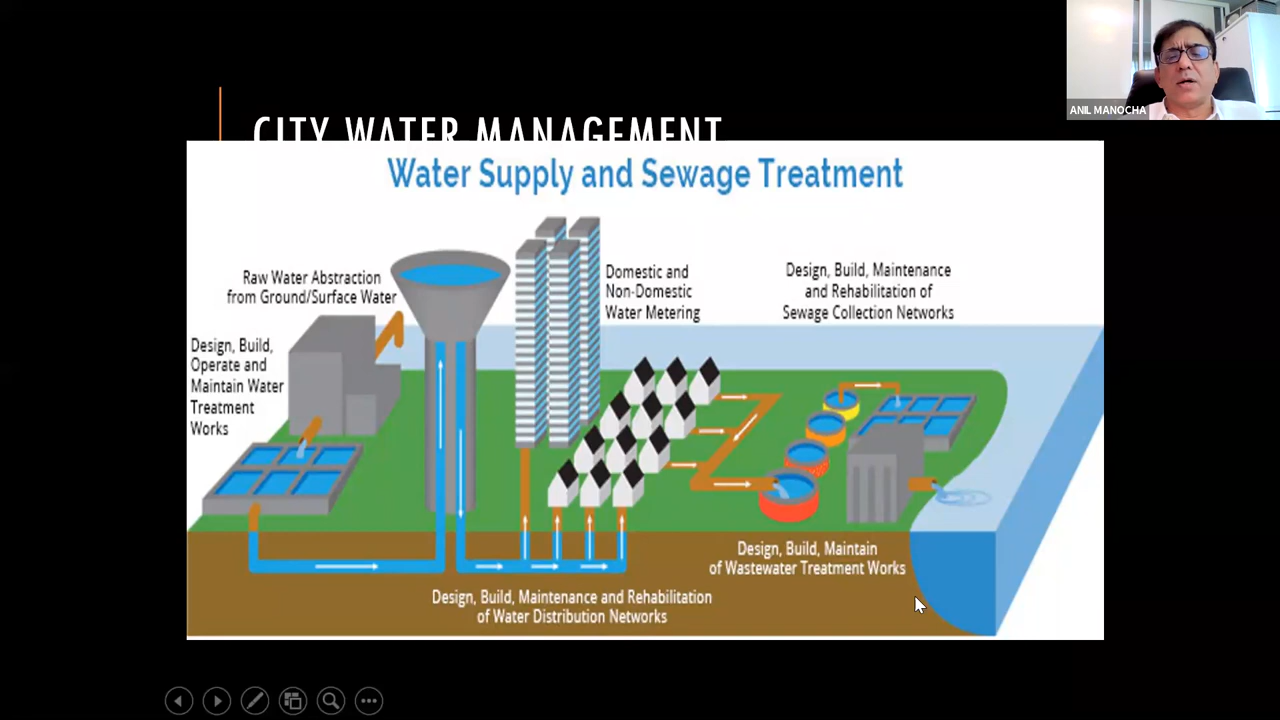 CITY WATER MANAGEMENT
ANIL MANOCHA
Water Supply and Sewage Treatment
Raw Water Abstraction
from Ground/Surface Water
Domestic and
Non-Domestic
Water Metering
Design, Build, Maintenance
and Rehabilitation of
Sewage Collection Networks
Design, Build,
Operate and
Maintain Water
Treatment
Works
Design, Build, Maintain
of Wastewater Treatment Works
Design, Build, Maintenance and Rehabilitation
of Water Distribution Networks